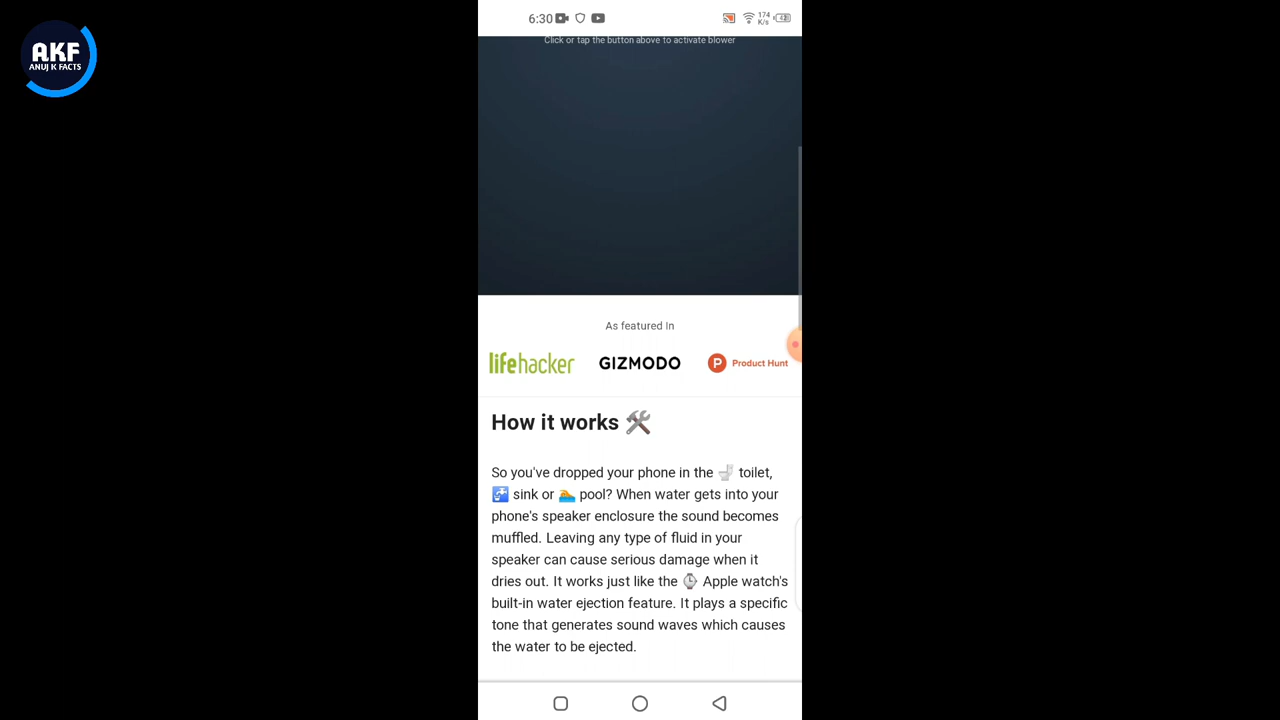 AKF
ANUJ K FACTS
6:30
174
K/s
42
Click or tap the button above to activate blower
As featured In
lifehacker
GIZMODO
P Product Hunt
How it works
So you've dropped your phone in the toilet,
sink or pool? When water gets into your
phone's speaker enclosure the sound becomes
muffled. Leaving any type of fluid in your
speaker can cause serious damage when it
dries out. It works just like the Apple watch's
built-in water ejection feature. It plays a specific
tone that generates sound waves which causes
the water to be ejected.